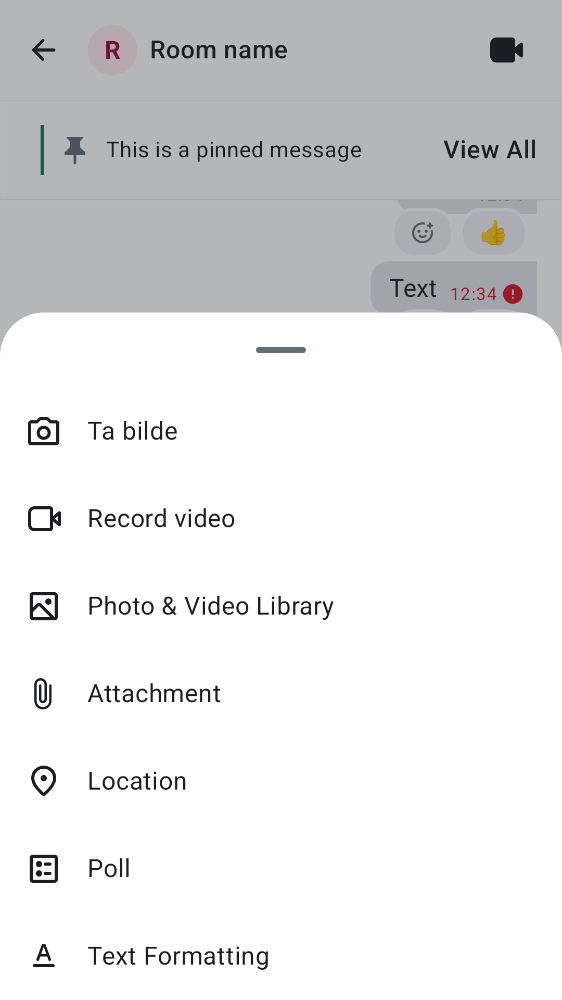 R Room name
This is a pinned message View All
Text 12:34
Ta bilde
Record video
Photo & Video Library
Attachment
Location
Poll
Text Formatting